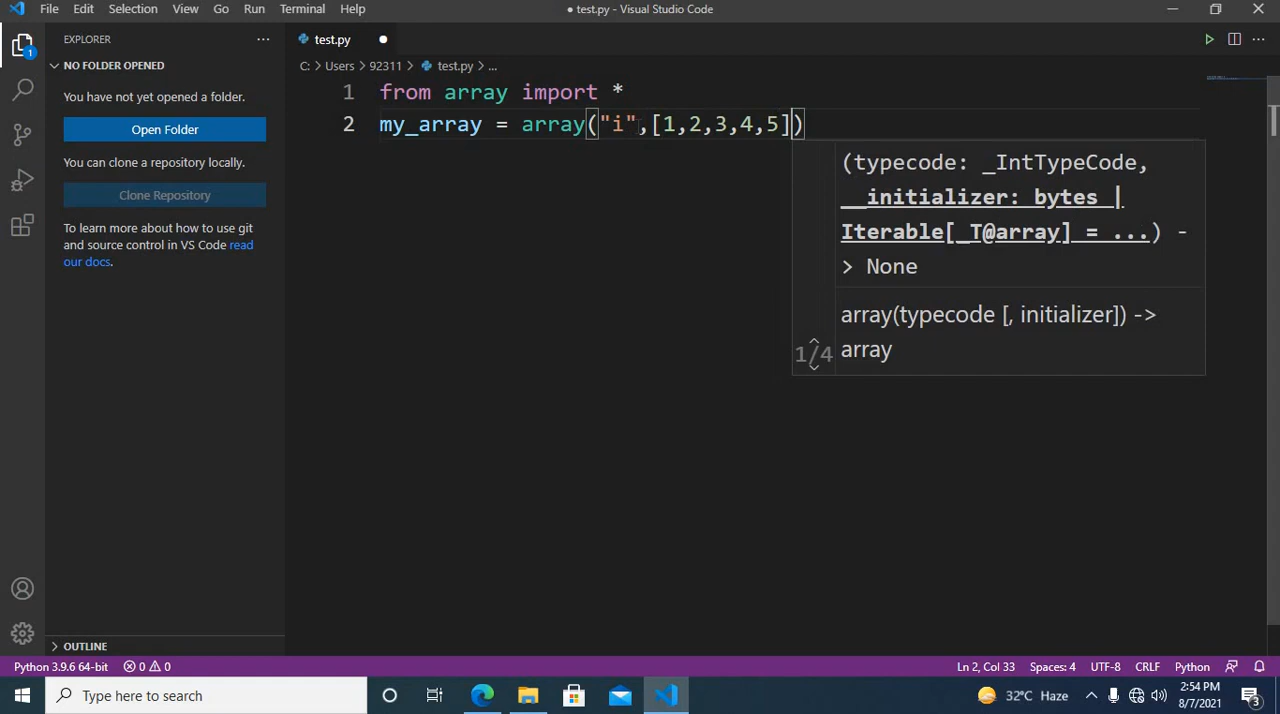 File Edit Selection View Go Run Terminal Help
● test.py - Visual Studio Code
EXPLORER
test.py
NO FOLDER OPENED
C: > Users > 92311 > test.py > ...
You have not yet opened a folder.
Open Folder
You can clone a repository locally.
Clone Repository
To learn more about how to use git
and source control in VS Code read
our docs.
1 from array import *
2 my_array = array("i",[1,2,3,4,5])
(typecode: _IntTypeCode,
__initializer: bytes |
Iterable[_T@array] = ...) -
> None
array(typecode [, initializer]) ->
array
1/4
1
OUTLINE
Python 3.9.6 64-bit 0 0
Ln 2, Col 33 Spaces: 4 UTF-8 CRLF Python
Type here to search
32°C Haze
2:54 PM
8/7/2021
3